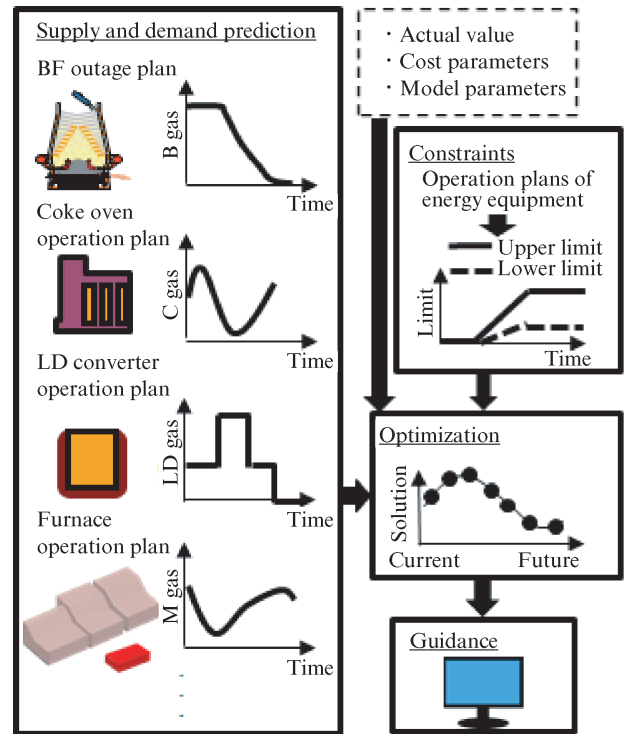 Supply and demand prediction
BF outage plan
B gas
Time
Coke oven
operation plan
C gas
Time
LD converter
operation plan
LD gas
Time
Furnace
operation plan
M gas
Time
· Actual value
· Cost parameters
· Model parameters
Constraints
Operation plans of
energy equipment
Upper limit
Lower limit
Limit
Time
Optimization
Solution
Current
Future
Guidance